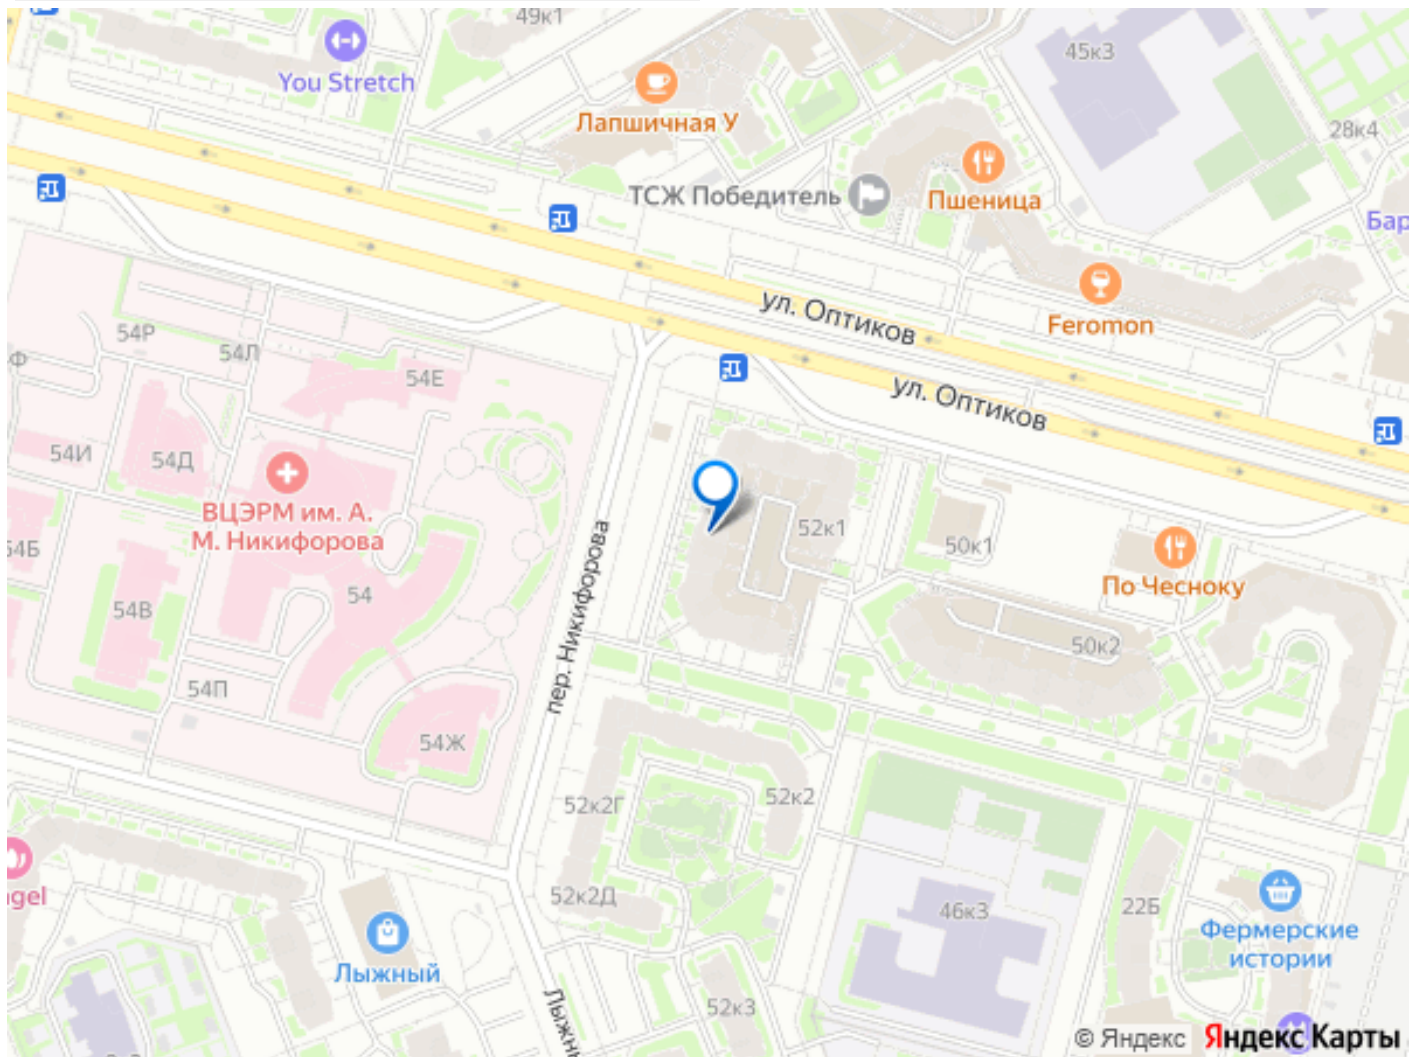 49к1
45к3
You Stretch
Лапшичная У
28к4
ТСЖ Победитель
Пшеница
Бар
ул. Оптиков
Feromon
54Р
54Л
54Е
Ф
ул. Оптиков
54И
54Д
ВЦЭРМ им. А.
М. Никифорова
52к1
50к1
54Б
По Чесноку
54
54В
пер. Никифорова
50к2
54П
54Ж
52к2Г
52к2
gel
52к2Д
46к3
22Б
Фермерские
истории
Лыжный
52к3
Лыжн
© Яндекс Яндекс Карты